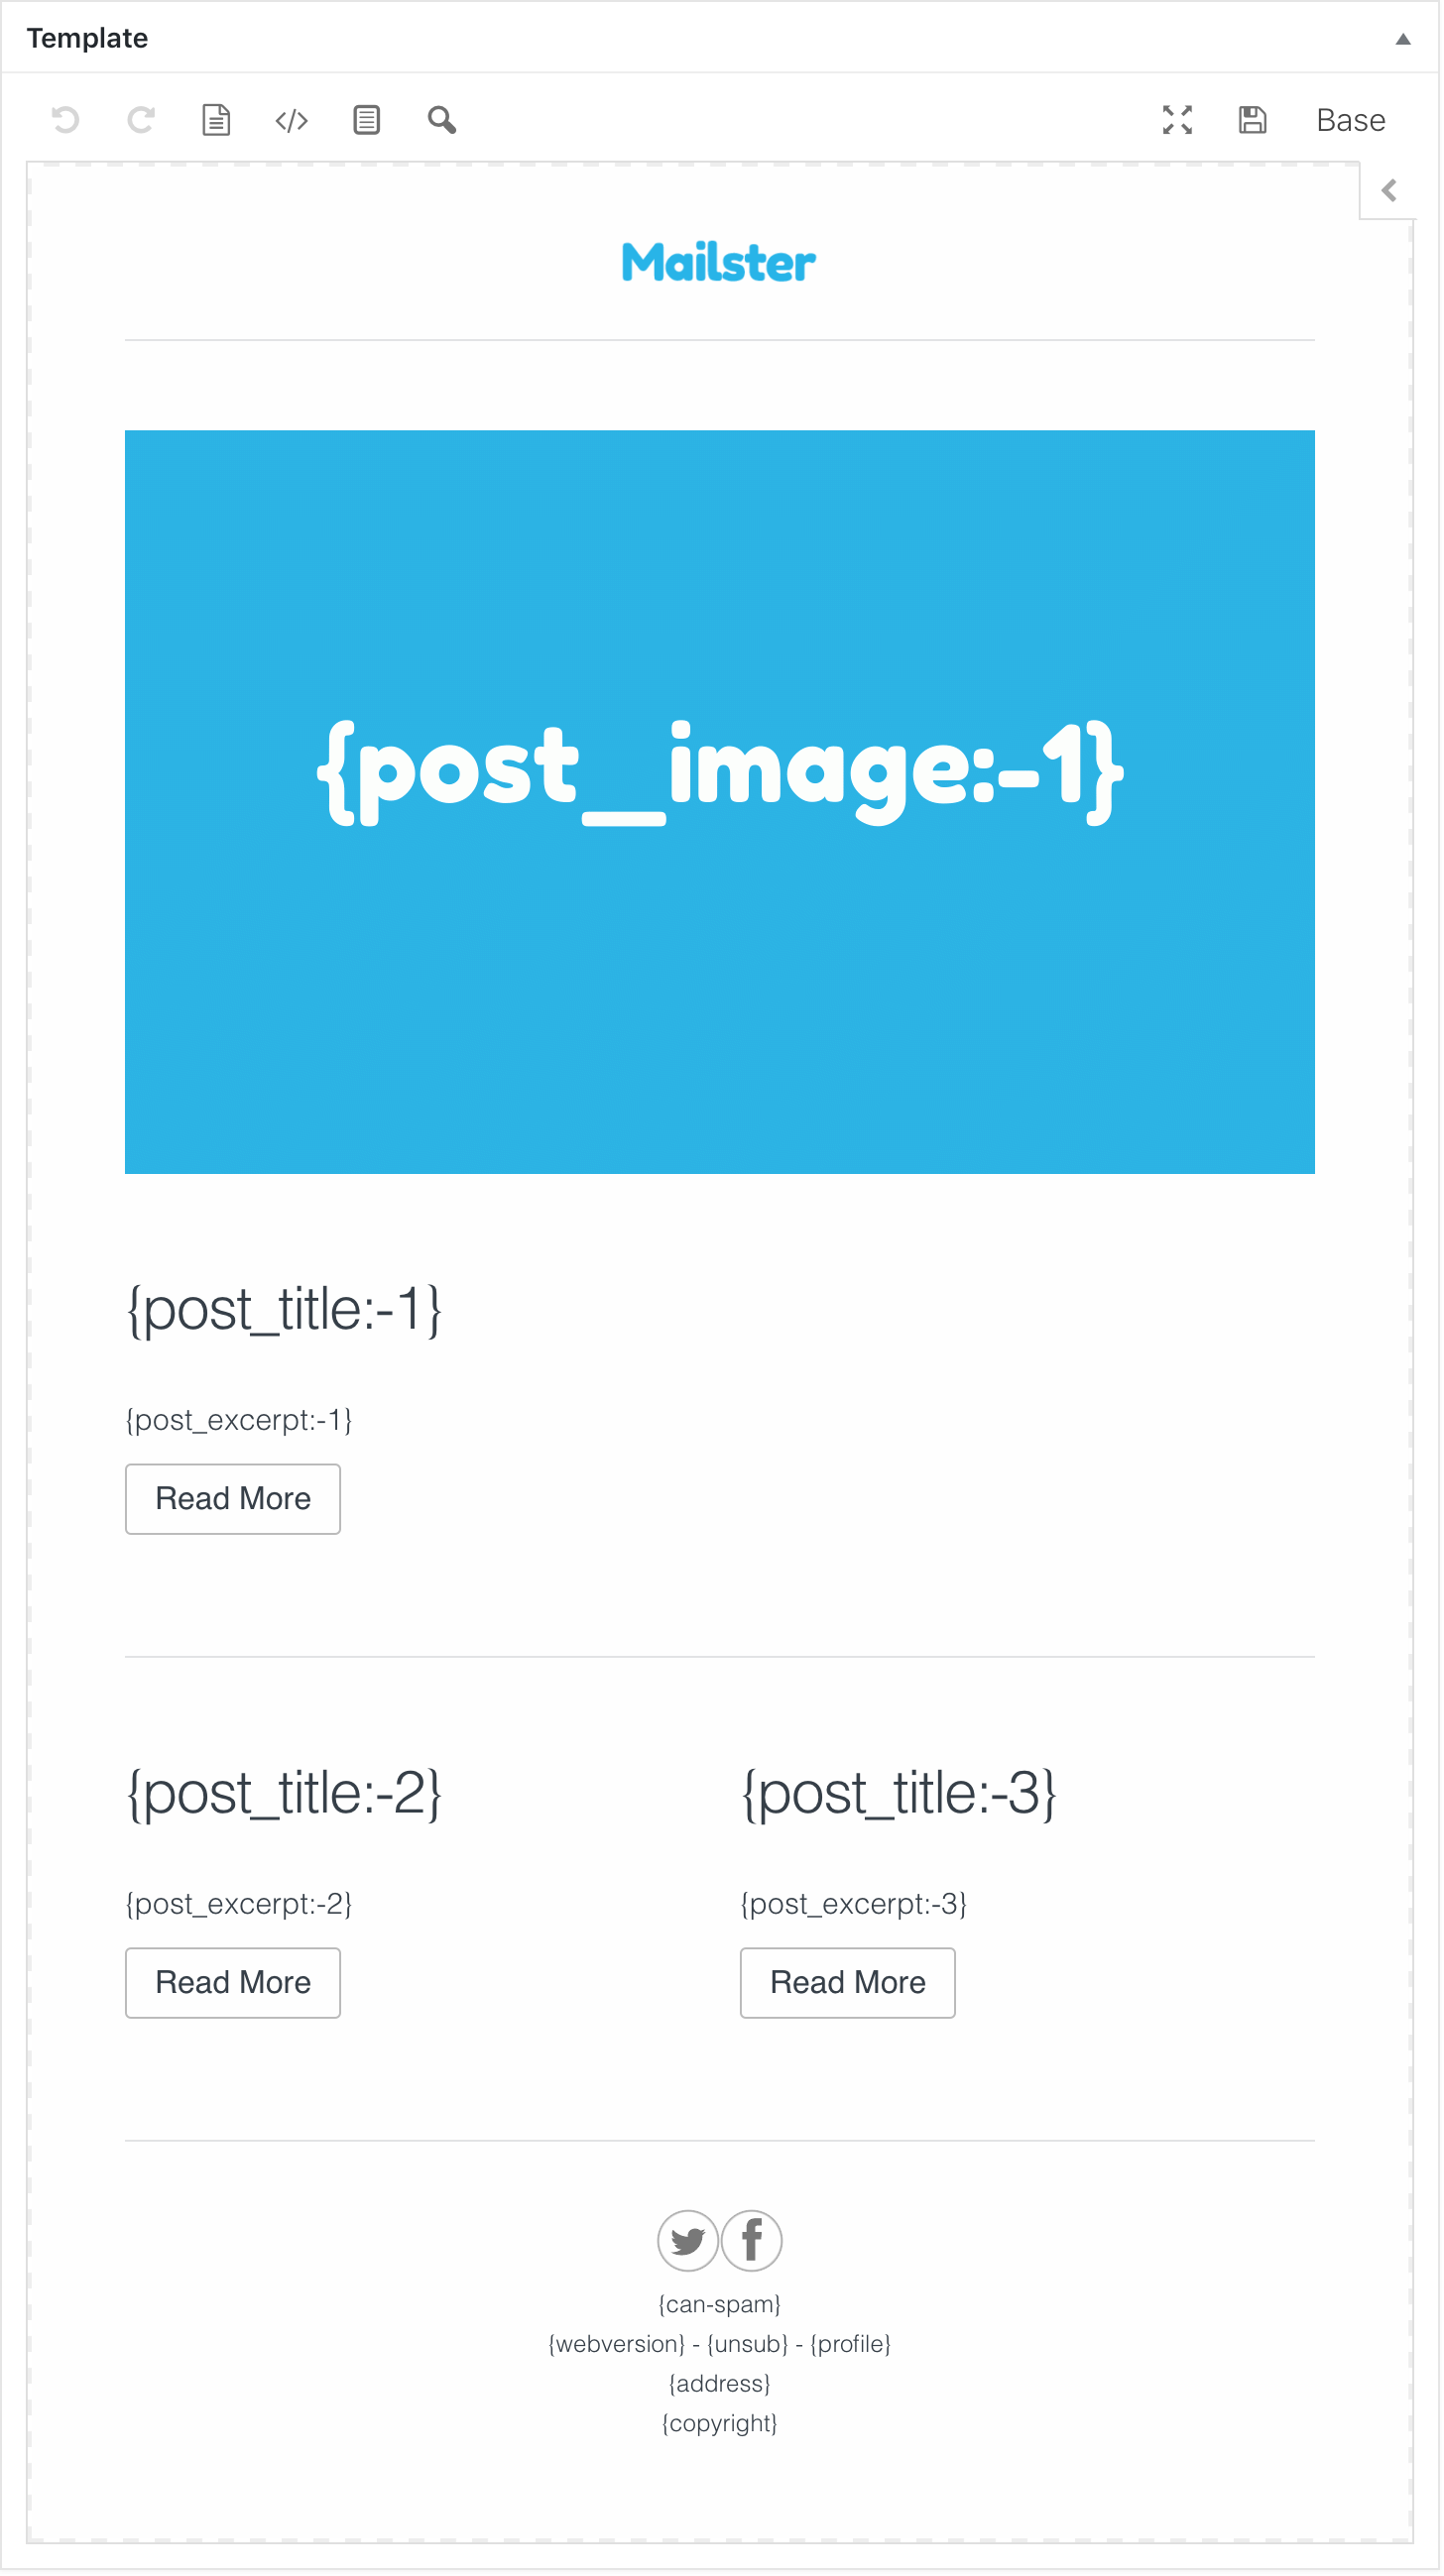 Template
Base
Mailster
{post_image:-1}
{post_title:-1}
{post_excerpt:-1}
Read More
{post_title:-2}
{post_excerpt:-2}
Read More
{post_title:-3}
{post_excerpt:-3}
Read More
{can-spam}
{webversion} - {unsub} - {profile}
{address}
{copyright}